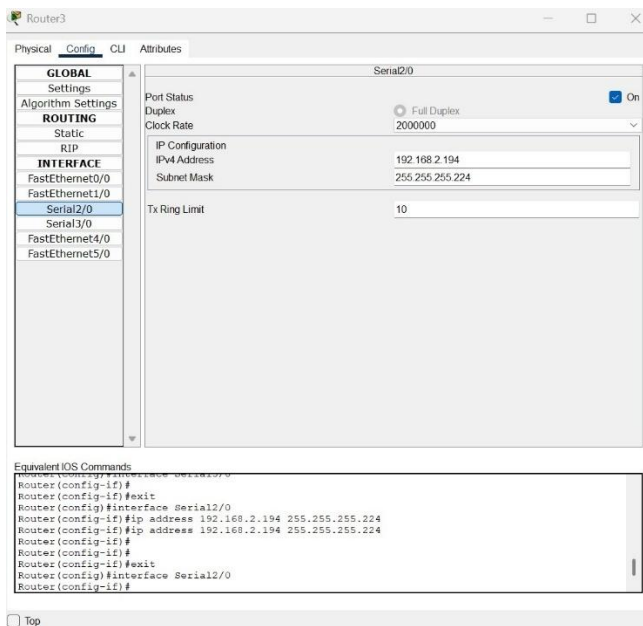 Router3
Physical Config CLI Attributes
GLOBAL
Settings
Algorithm Settings
ROUTING
Static
RIP
INTERFACE
FastEthernet0/0
FastEthernet1/0
Serial2/0
Serial3/0
FastEthernet4/0
FastEthernet5/0
Serial2/0
Port Status On
Duplex Full Duplex
Clock Rate 2000000
IP Configuration
IPv4 Address 192.168.2.194
Subnet Mask 255.255.255.224
Tx Ring Limit 10
Equivalent IOS Commands
Router(config)#interface Serial3/0
Router(config-if)#
Router(config-if)#exit
Router(config)#interface Serial2/0
Router(config-if)#ip address 192.168.2.194 255.255.255.224
Router(config-if)#ip address 192.168.2.194 255.255.255.224
Router(config-if)#
Router(config-if)#
Router(config-if)#exit
Router(config)#interface Serial2/0
Router(config-if)#
Top